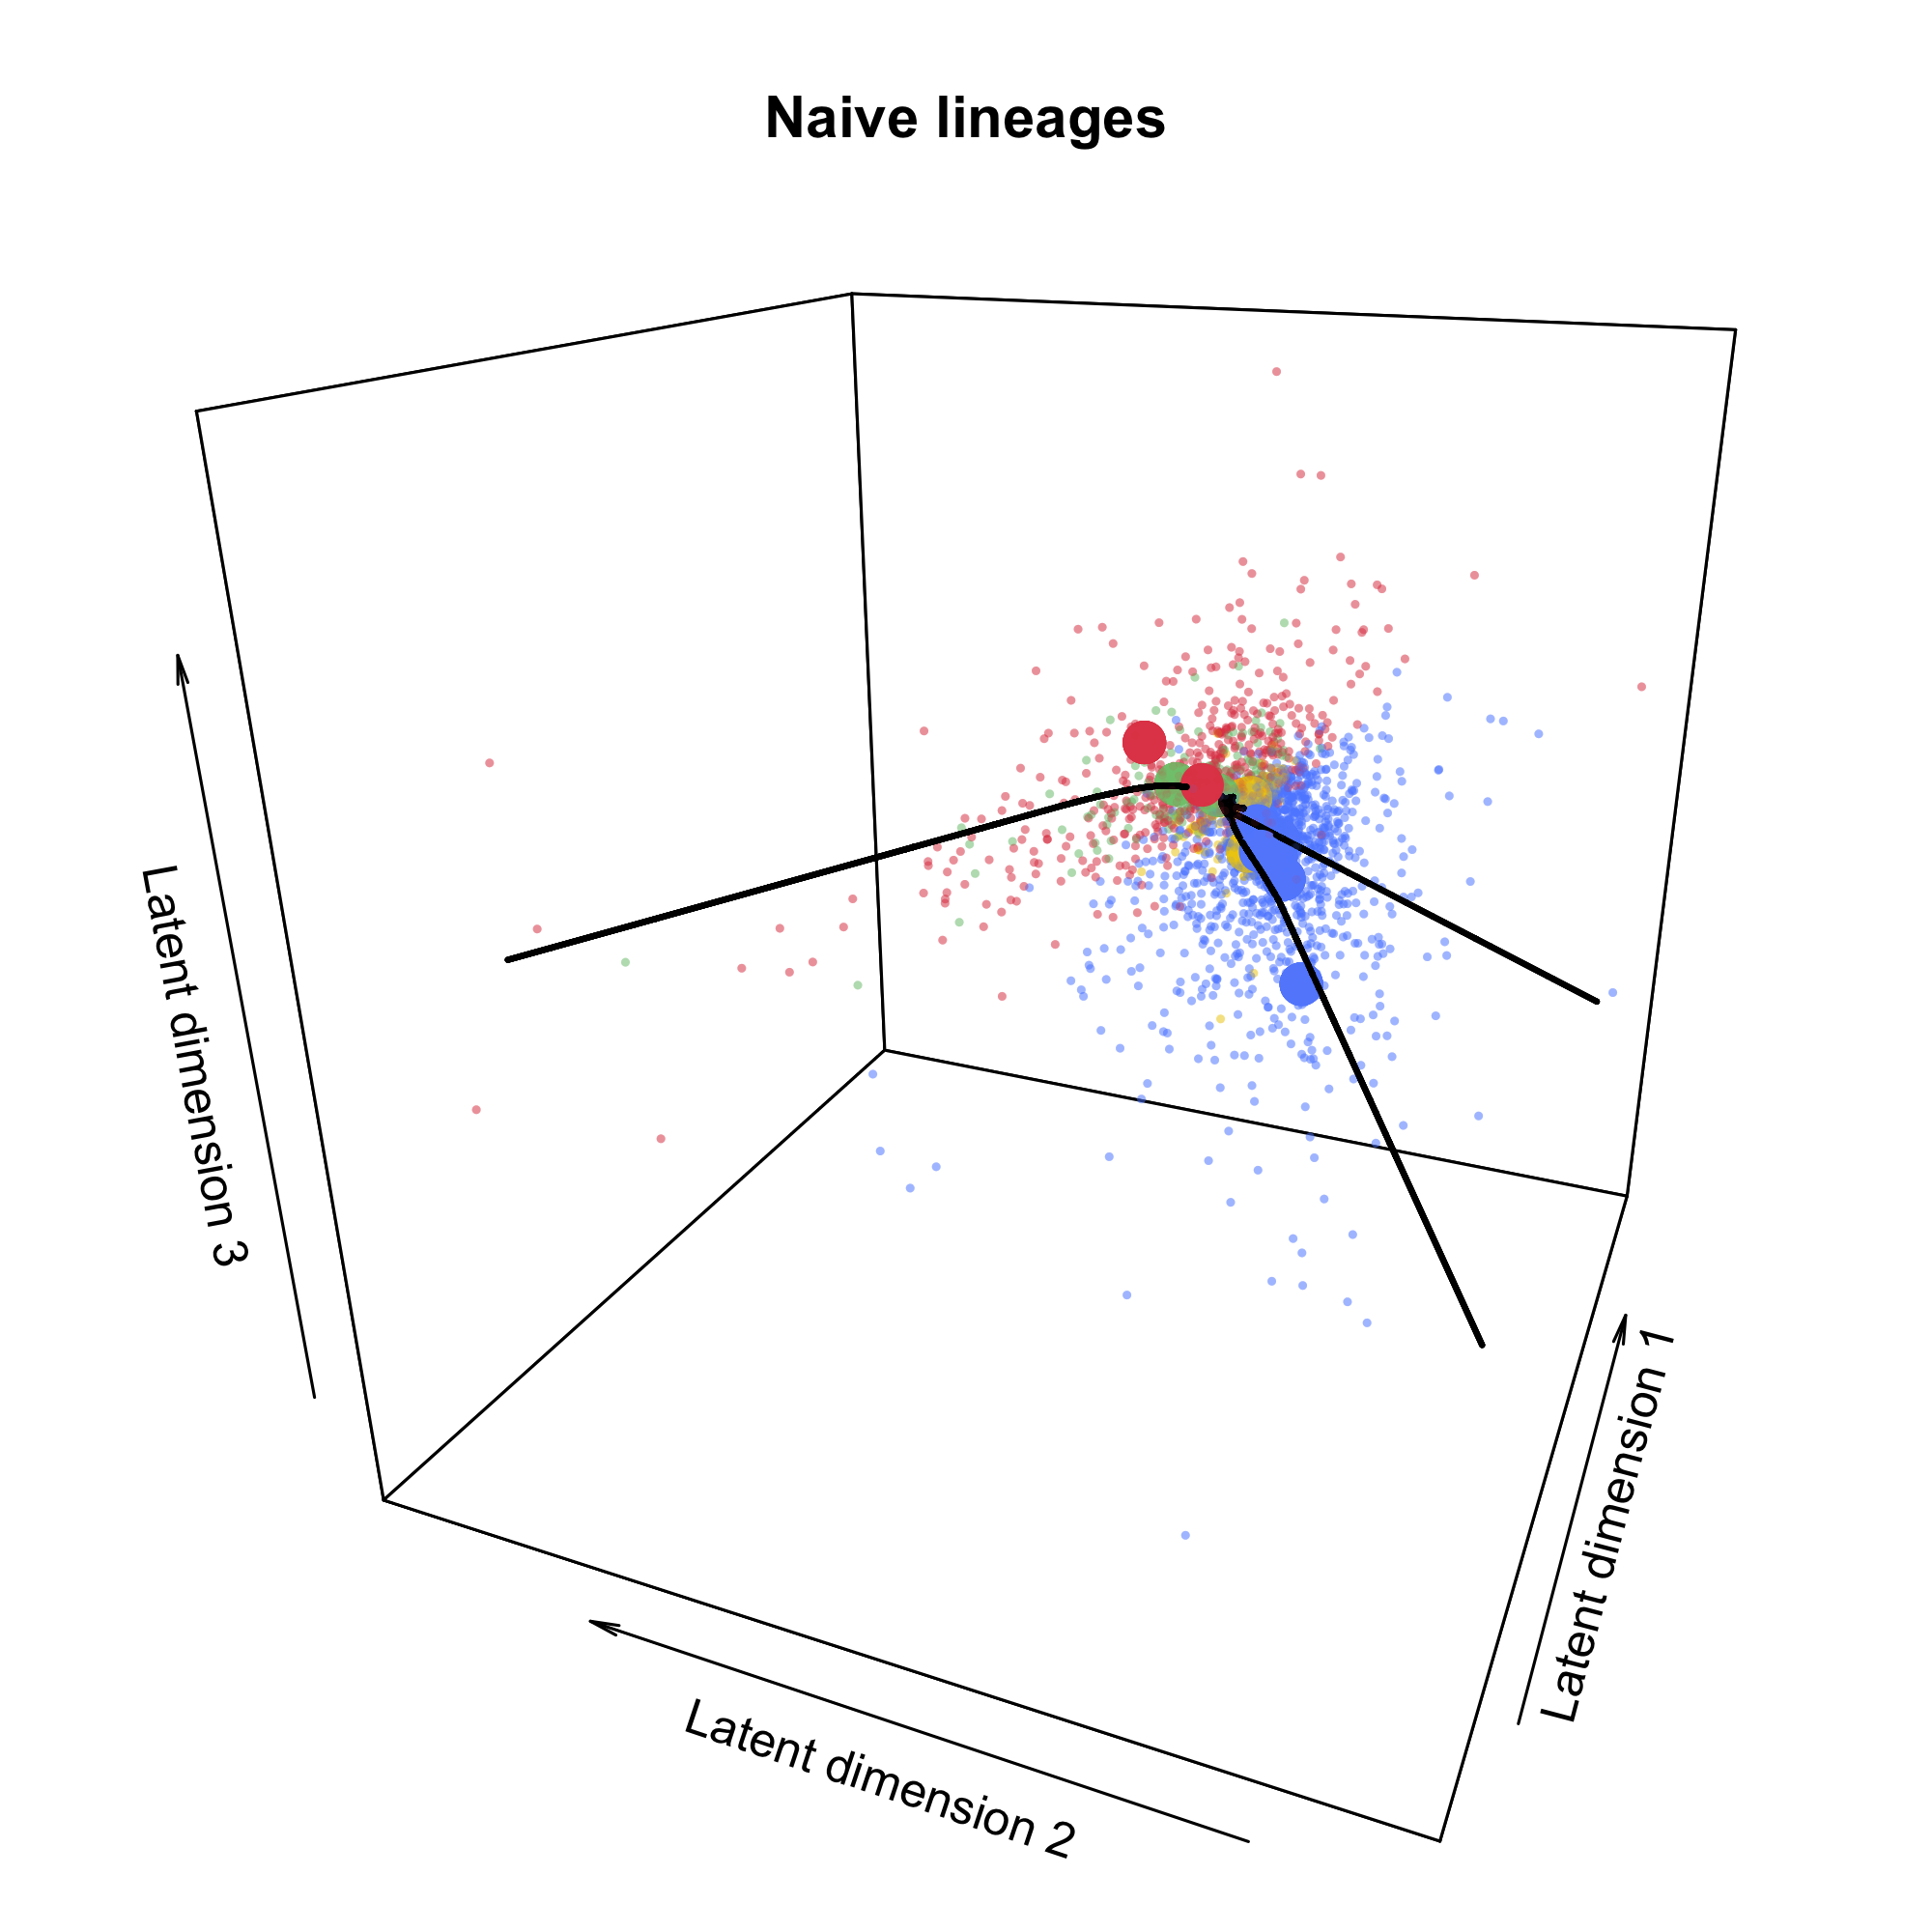 Naive lineages
Latent dimension 3
Latent dimension 2
Latent dimension 1